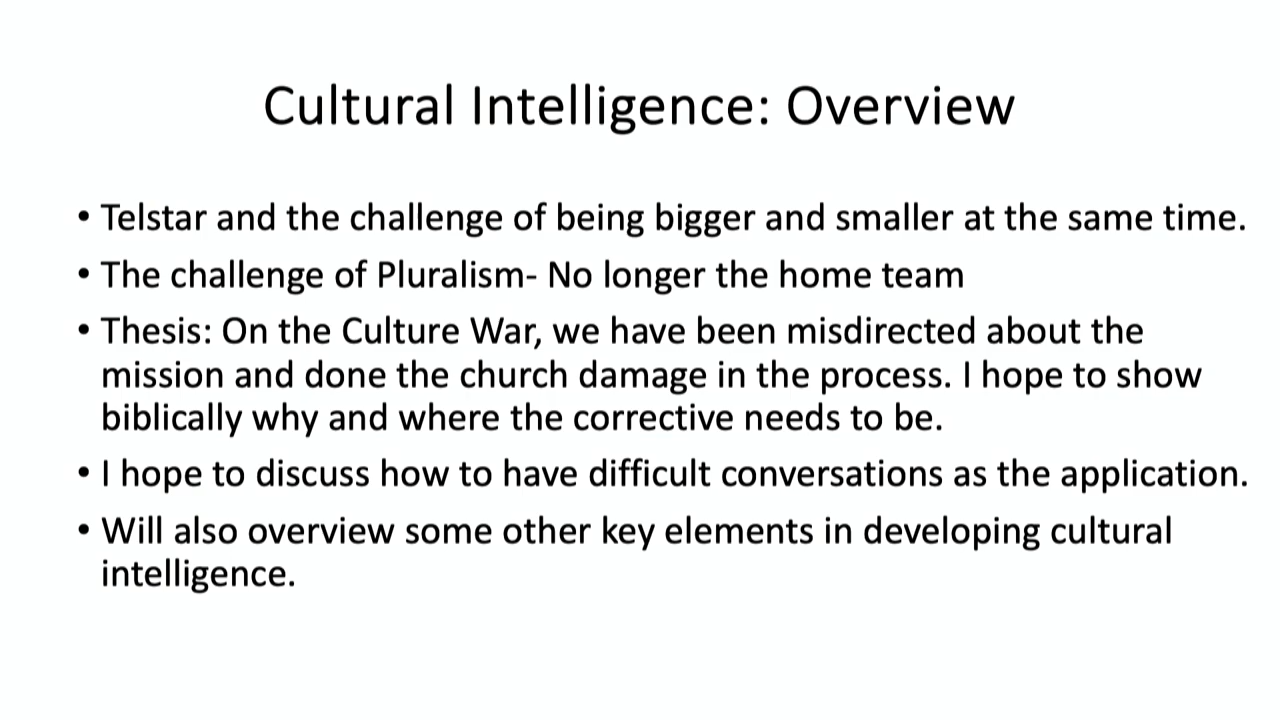 Cultural Intelligence: Overview
• Telstar and the challenge of being bigger and smaller at the same time.
• The challenge of Pluralism- No longer the home team
• Thesis: On the Culture War, we have been misdirected about the
mission and done the church damage in the process. I hope to show
biblically why and where the corrective needs to be.
• I hope to discuss how to have difficult conversations as the application.
• Will also overview some other key elements in developing cultural
intelligence.